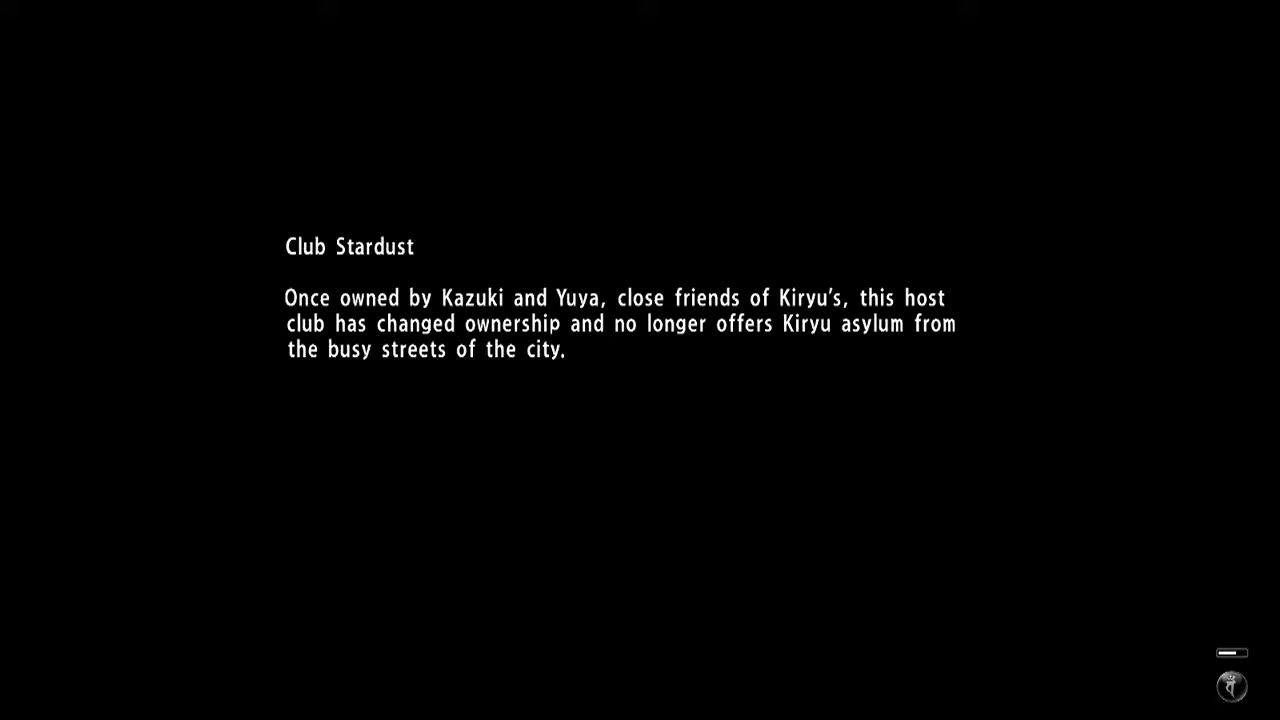 Club Stardust
Once owned by Kazuki and Yuya, close friends of Kiryu's, this host
club has changed ownership and no longer offers Kiryu asylum from
the busy streets of the city.